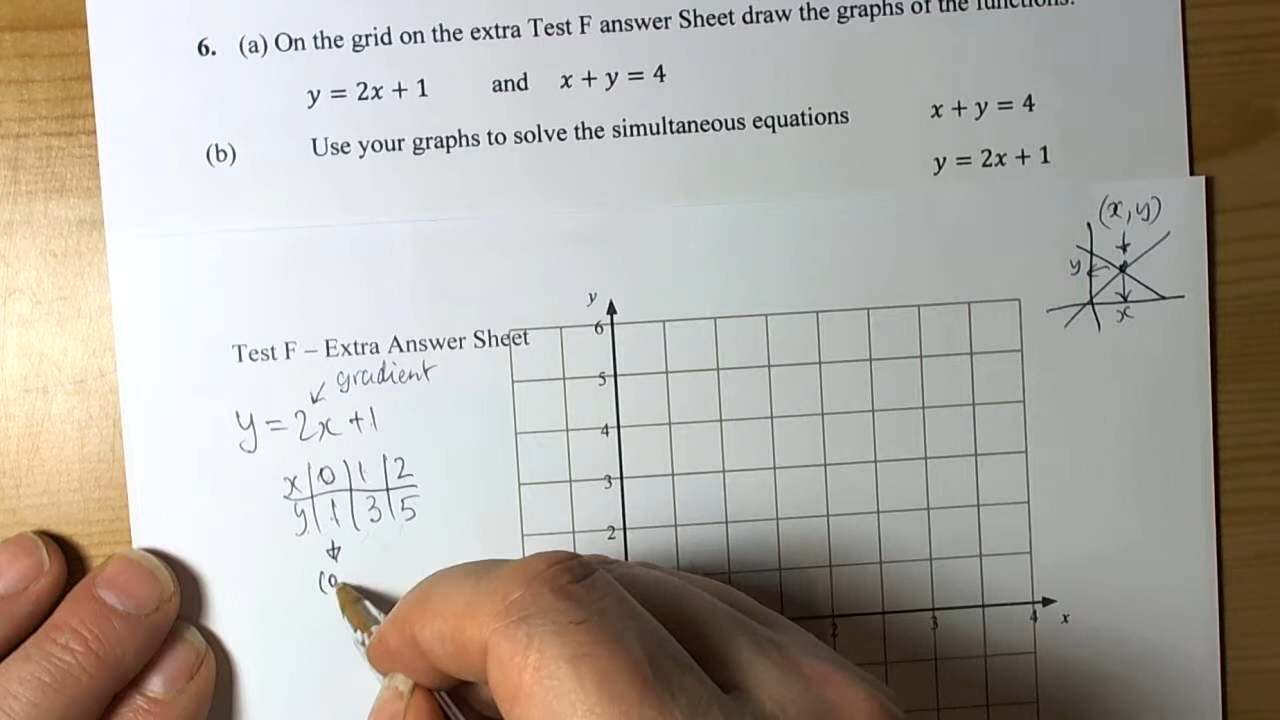 6. (a) On the grid on the extra Test F answer Sheet draw the graphs of the functions.
y = 2x + 1 and x + y = 4
(b) Use your graphs to solve the simultaneous equations x + y = 4
y = 2x + 1
(x, y)
y
x
Test F – Extra Answer Sheet
gradient
y = 2x + 1
x | 0 | 1 | 2
y | 1 | 3 | 5
(0
y
6
5
4
3
2
2 3 4 x